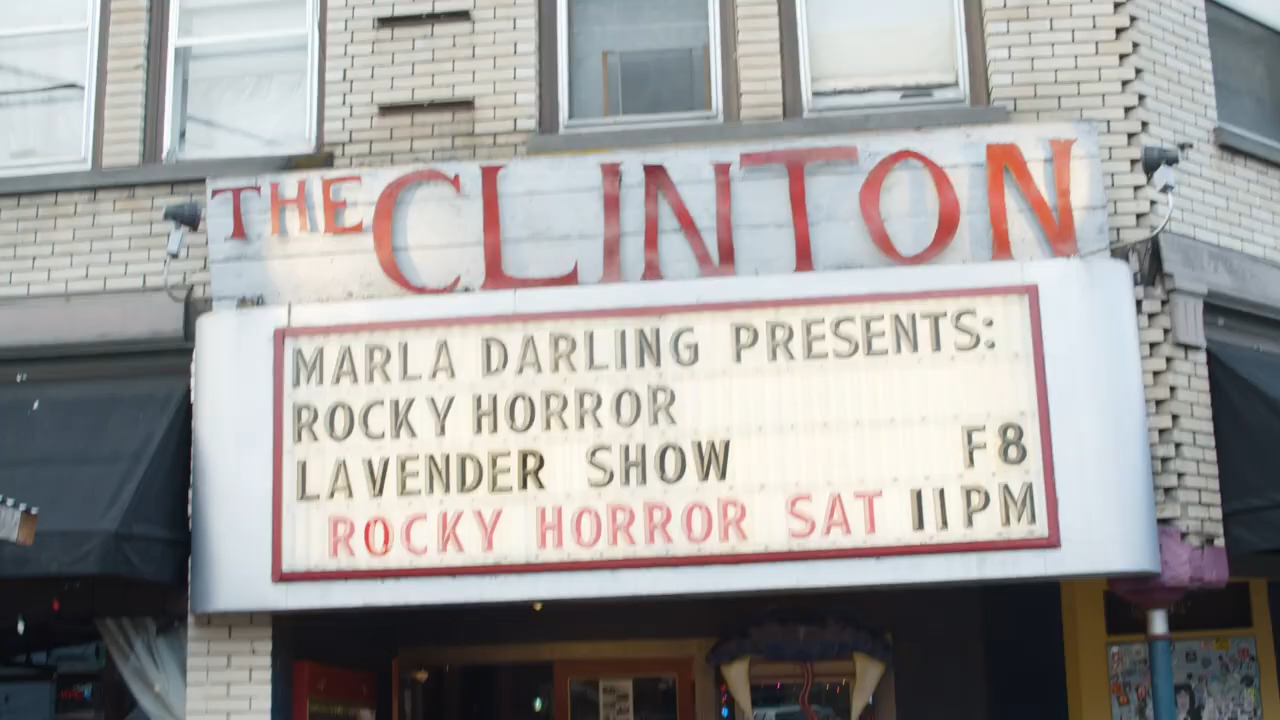 THE CLINTON
MARLA DARLING PRESENTS:
ROCKY HORROR
LAVENDER SHOW F8
ROCKY HORROR SAT 11PM